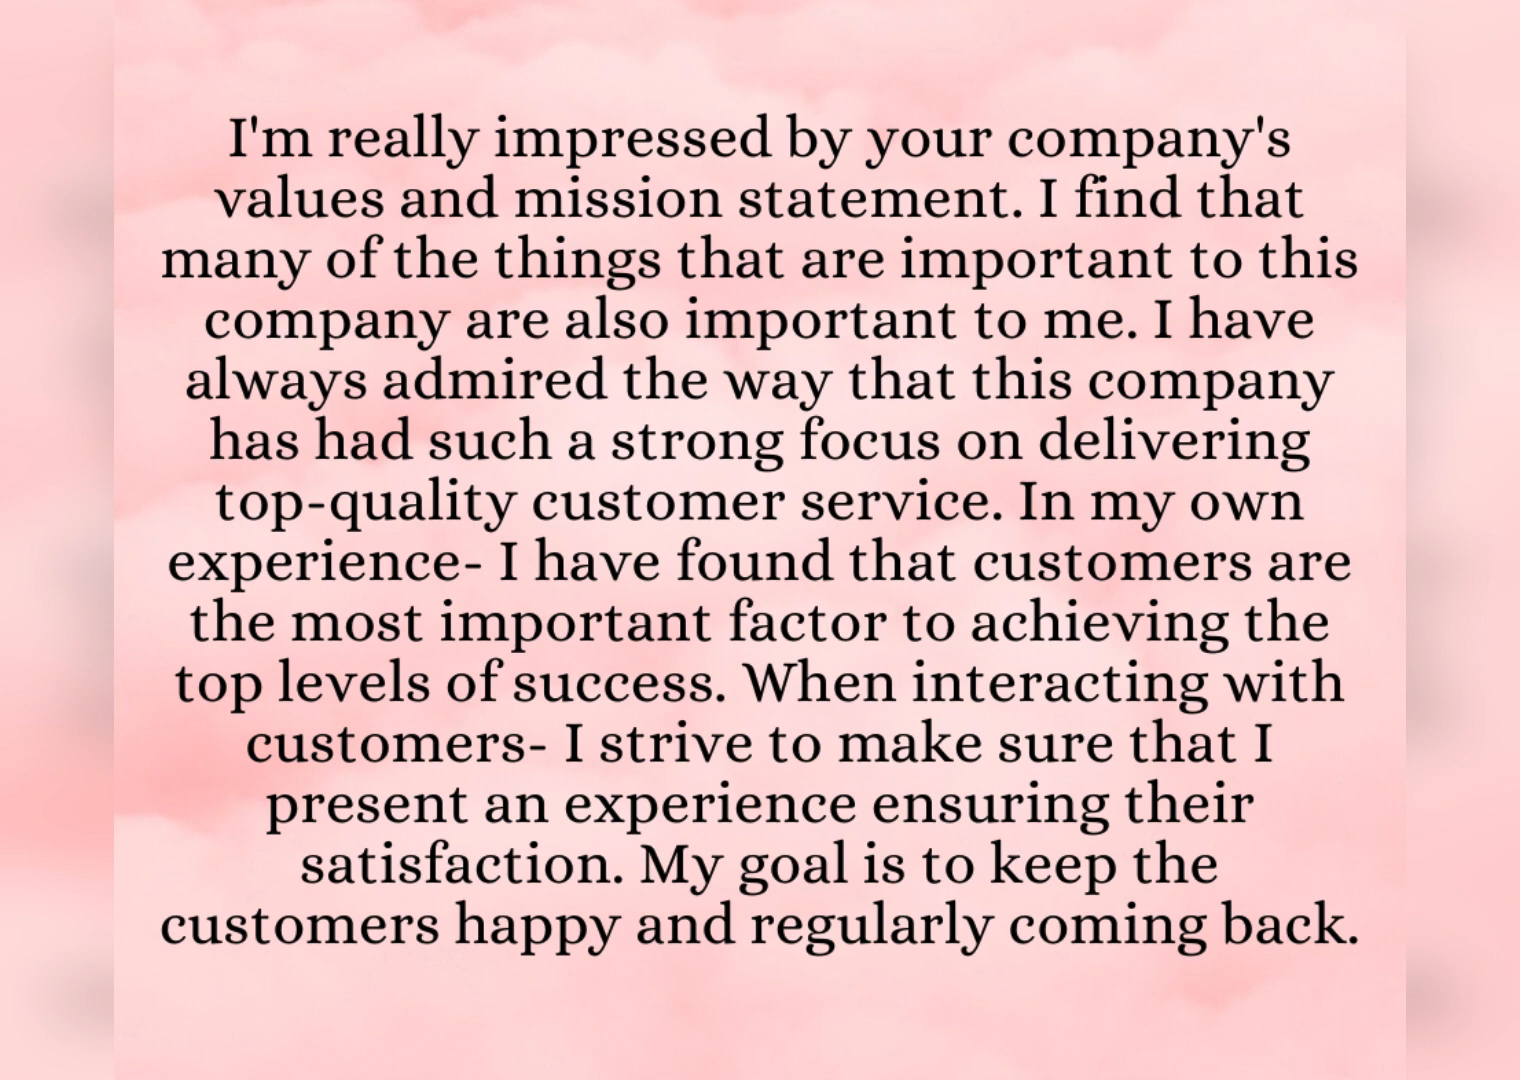 I'm really impressed by your company's
values and mission statement. I find that
many of the things that are important to this
company are also important to me. I have
always admired the way that this company
has had such a strong focus on delivering
top-quality customer service. In my own
experience- I have found that customers are
the most important factor to achieving the
top levels of success. When interacting with
customers- I strive to make sure that I
present an experience ensuring their
satisfaction. My goal is to keep the
customers happy and regularly coming back.